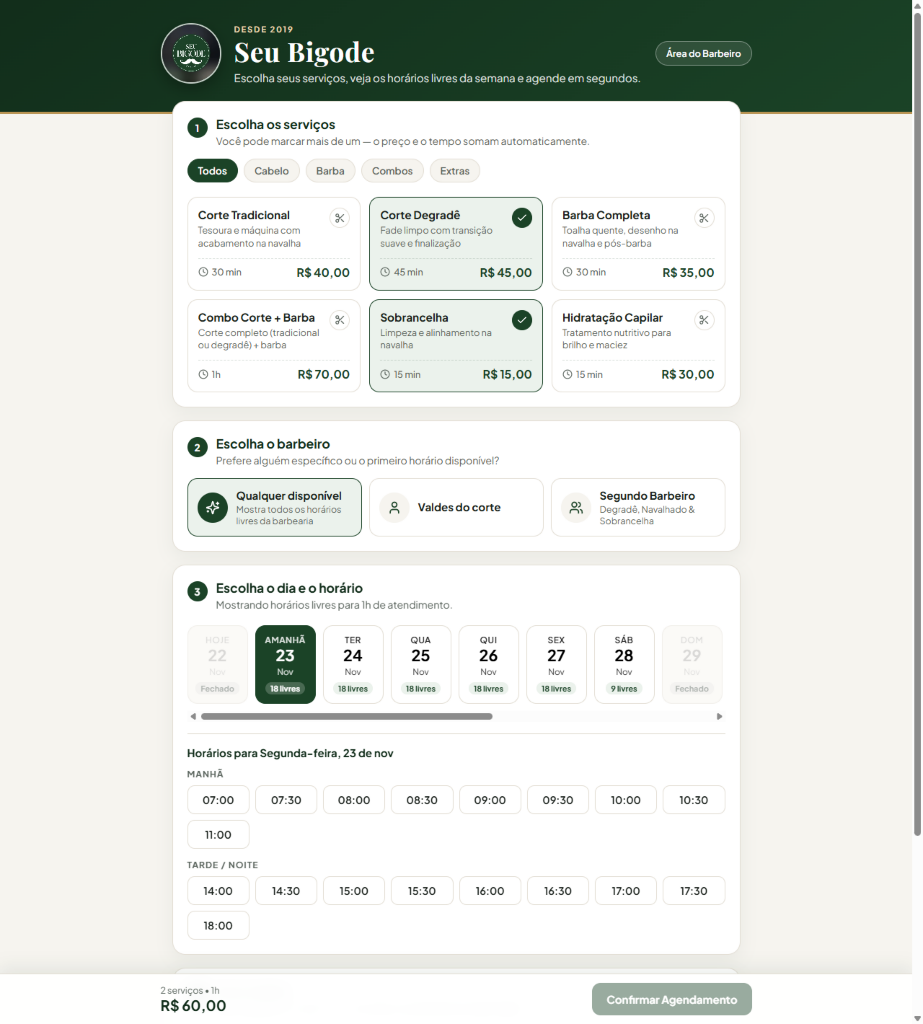 SEU
BIGODE
DESDE 2019
Seu Bigode
Escolha seus serviços, veja os horários livres da semana e agende em segundos.
Área do Barbeiro
1
Escolha os serviços
Você pode marcar mais de um — o preço e o tempo somam automaticamente.
Todos Cabelo Barba Combos Extras
Corte Tradicional
Tesoura e máquina com
acabamento na navalha
30 min R$ 40,00
Corte Degradê
Fade limpo com transição
suave e finalização
45 min R$ 45,00
Barba Completa
Toalha quente, desenho na
navalha e pós-barba
30 min R$ 35,00
Combo Corte + Barba
Corte completo (tradicional
ou degradê) + barba
1h R$ 70,00
Sobrancelha
Limpeza e alinhamento na
navalha
15 min R$ 15,00
Hidratação Capilar
Tratamento nutritivo para
brilho e maciez
15 min R$ 30,00
2
Escolha o barbeiro
Prefere alguém específico ou o primeiro horário disponível?
Qualquer disponível
Mostra todos os horários
livres da barbearia
Valdes do corte
Segundo Barbeiro
Degradê, Navalhado &
Sobrancelha
3
Escolha o dia e o horário
Mostrando horários livres para 1h de atendimento.
HOJE
22
Nov
Fechado
AMANHÃ
23
Nov
18 livres
TER
24
Nov
18 livres
QUA
25
Nov
18 livres
QUI
26
Nov
18 livres
SEX
27
Nov
18 livres
SÁB
28
Nov
9 livres
DOM
29
Nov
Fechado
Horários para Segunda-feira, 23 de nov
MANHÃ
07:00 07:30 08:00 08:30 09:00 09:30 10:00 10:30
11:00
TARDE / NOITE
14:00 14:30 15:00 15:30 16:00 16:30 17:00 17:30
18:00
2 serviços • 1h
R$ 60,00
Confirmar Agendamento